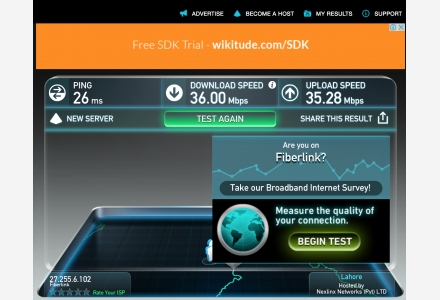 ADVERTISE BECOME A HOST MY RESULTS SUPPORT
Free SDK Trial - wikitude.com/SDK
PING DOWNLOAD SPEED UPLOAD SPEED
26 ms 36.00 Mbps 35.28 Mbps
NEW SERVER TEST AGAIN SHARE THIS RESULT
Are you on
Fiberlink?
Take our Broadband Internet Survey!
Measure the quality of
your connection.
BEGIN TEST
27.255.6.102
Fiberlink
Rate Your ISP
Lahore
Hosted by
Nexlinx Networks (Pvt) LTD